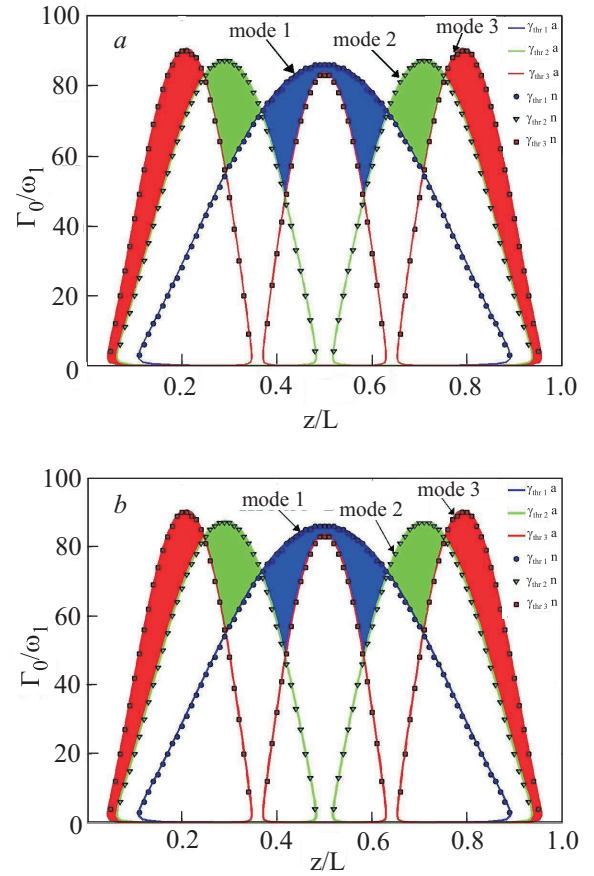 a
mode 1
mode 2
mode 3
γthr 1 a
γthr 2 a
γthr 3 a
γthr 1 n
γthr 2 n
γthr 3 n
Γ0/ω1
100
80
60
40
20
0
0.2
0.4
0.6
0.8
1.0
z/L
b
mode 1
mode 2
mode 3
γthr 1 a
γthr 2 a
γthr 3 a
γthr 1 n
γthr 2 n
γthr 3 n
Γ0/ω1
100
80
60
40
20
0
0.2
0.4
0.6
0.8
1.0
z/L